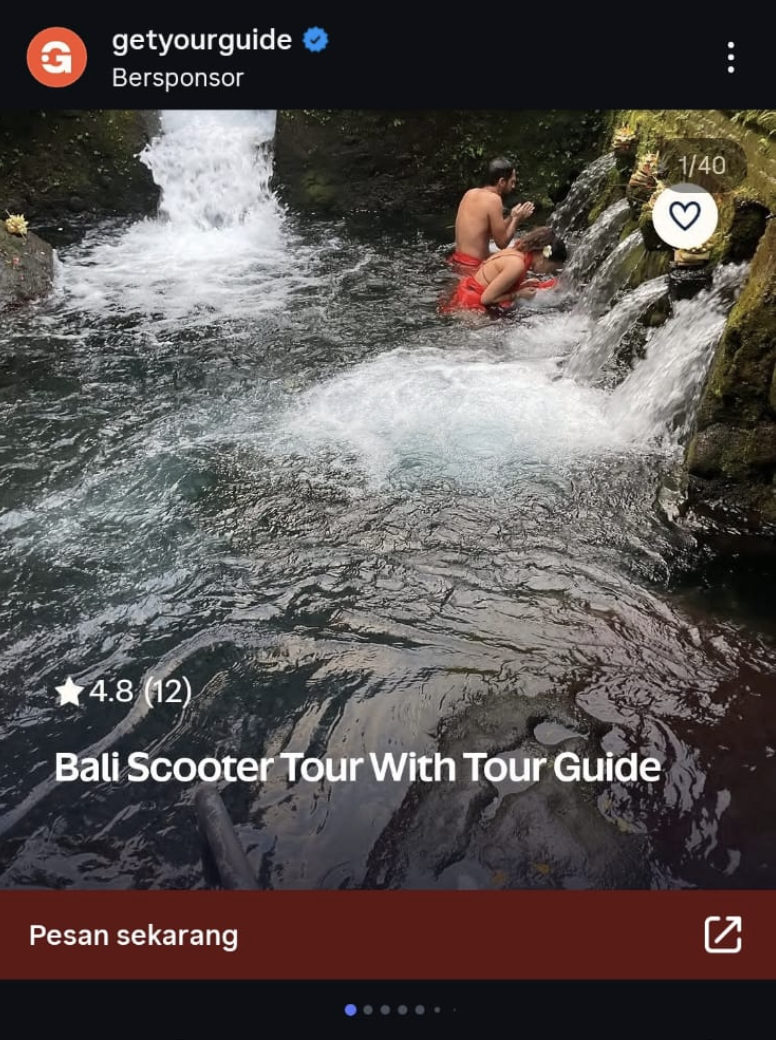 getyourguide
Bersponsor
1/40
4.8 (12)
Bali Scooter Tour With Tour Guide
Pesan sekarang